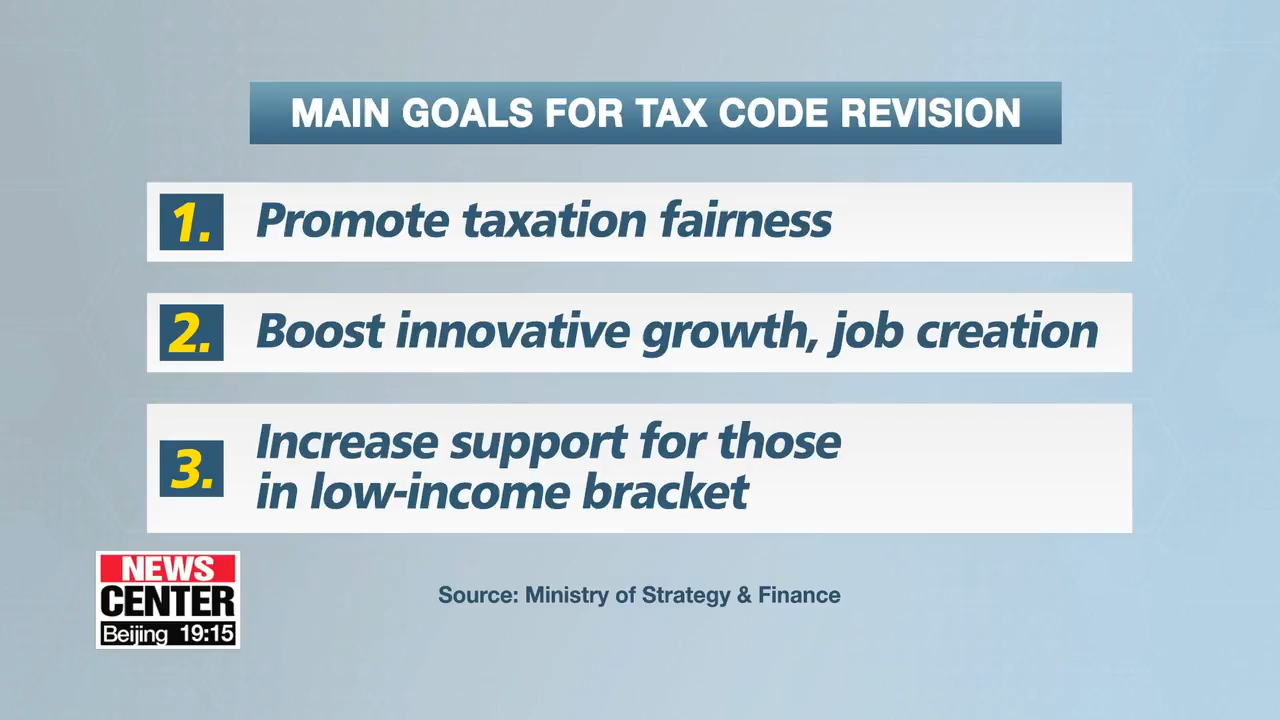 MAIN GOALS FOR TAX CODE REVISION
1. Promote taxation fairness
2. Boost innovative growth, job creation
3. Increase support for those
in low-income bracket
Source: Ministry of Strategy & Finance
NEWS
CENTER
Beijing 19:15